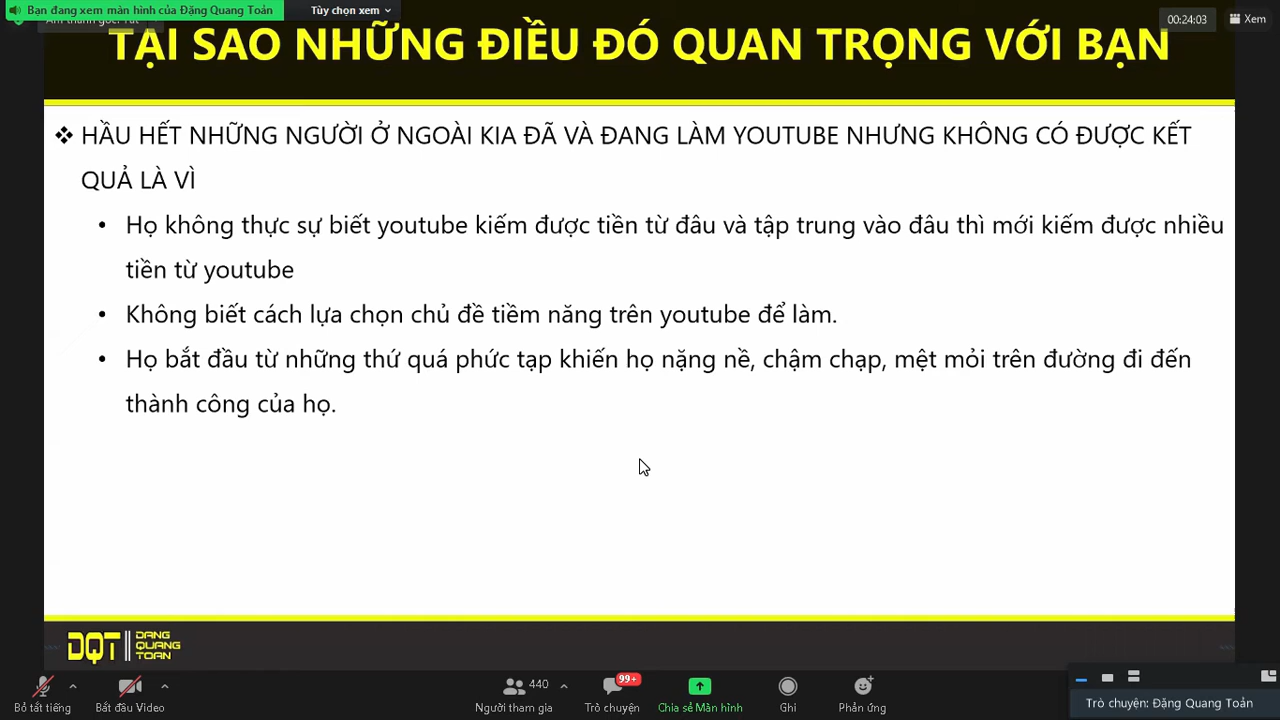 Bạn đang xem màn hình của Đặng Quang Toản
Tùy chọn xem
00:24:03
Xem
TẠI SAO NHỮNG ĐIỀU ĐÓ QUAN TRỌNG VỚI BẠN
❖ HẦU HẾT NHỮNG NGƯỜI Ở NGOÀI KIA ĐÃ VÀ ĐANG LÀM YOUTUBE NHƯNG KHÔNG CÓ ĐƯỢC KẾT
QUẢ LÀ VÌ
• Họ không thực sự biết youtube kiếm được tiền từ đâu và tập trung vào đâu thì mới kiếm được nhiều
tiền từ youtube
• Không biết cách lựa chọn chủ đề tiềm năng trên youtube để làm.
• Họ bắt đầu từ những thứ quá phức tạp khiến họ nặng nề, chậm chạp, mệt mỏi trên đường đi đến
thành công của họ.
DQT
DANG
QUANG
TOAN
Bỏ tắt tiếng
Bắt đầu Video
440
Người tham gia
99+
Trò chuyện
Chia sẻ Màn hình
Ghi
Phản ứng
Trò chuyện: Đặng Quang Toản